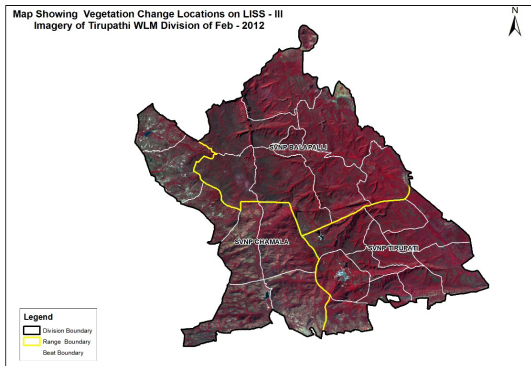 Map Showing Vegetation Change Locations on LISS - III
Imagery of Tirupathi WLM Division of Feb - 2012
N
SVNP BALAPALLI
SVNP CHAMALA
SVNP TIRUPATI
Legend
Division Boundary
Range Boundary
Beat Boundary